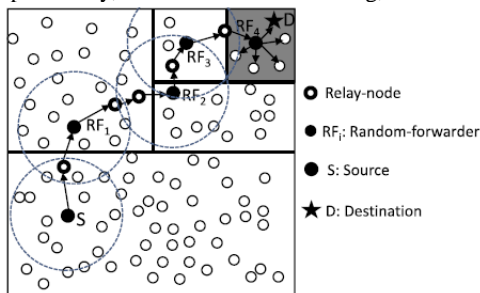 RF4
D
RF3
RF2
RF1
S
Relay-node
RFi: Random-forwarder
S: Source
D: Destination